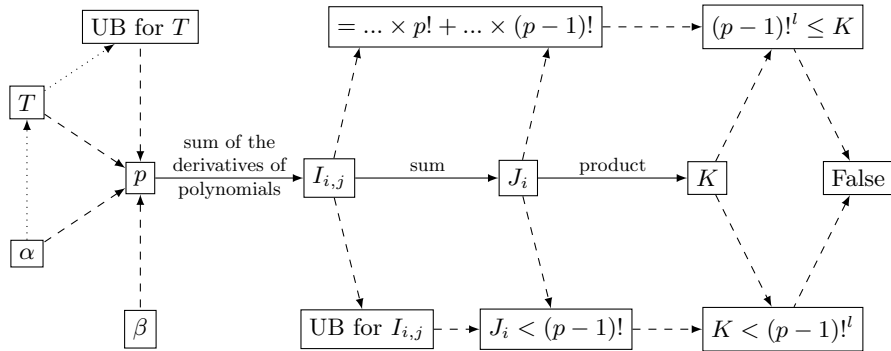 UB for T
= ... × p! + ... × (p − 1)!
(p − 1)!^l ≤ K
T
sum of the
derivatives of
polynomials
p
I_{i,j}
sum
J_i
product
K
False
α
β
UB for I_{i,j}
J_i < (p − 1)!
K < (p − 1)!^l